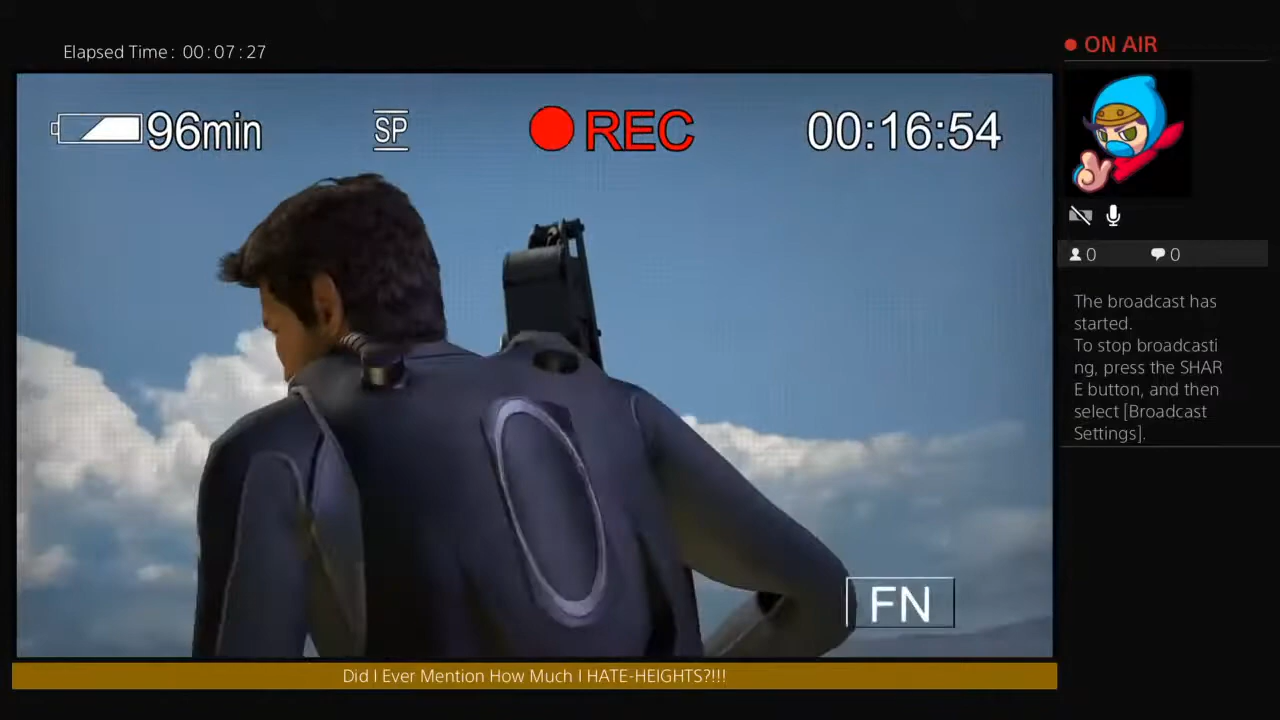 Elapsed Time: 00:07:27
ON AIR
96min
SP
REC
00:16:54
0
0
The broadcast has
started.
To stop broadcasti
ng, press the SHAR
E button, and then
select [Broadcast
Settings].
FN
Did I Ever Mention How Much I HATE-HEIGHTS?!!!